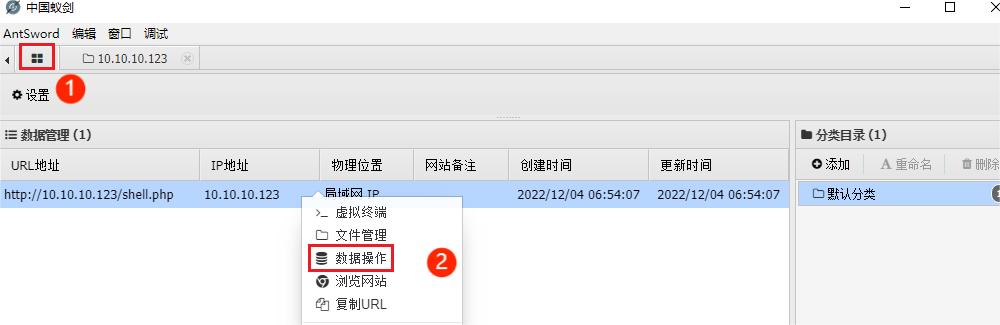 中国蚁剑
AntSword 编辑 窗口 调试
10.10.10.123
设置 1
数据管理 (1) 分类目录 (1)
URL地址 IP地址 物理位置 网站备注 创建时间 更新时间 添加 重命名 删除
http://10.10.10.123/shell.php 10.10.10.123 局域网 IP 2022/12/04 06:54:07 2022/12/04 06:54:07 默认分类
虚拟终端
文件管理
数据操作 2
浏览网站
复制URL